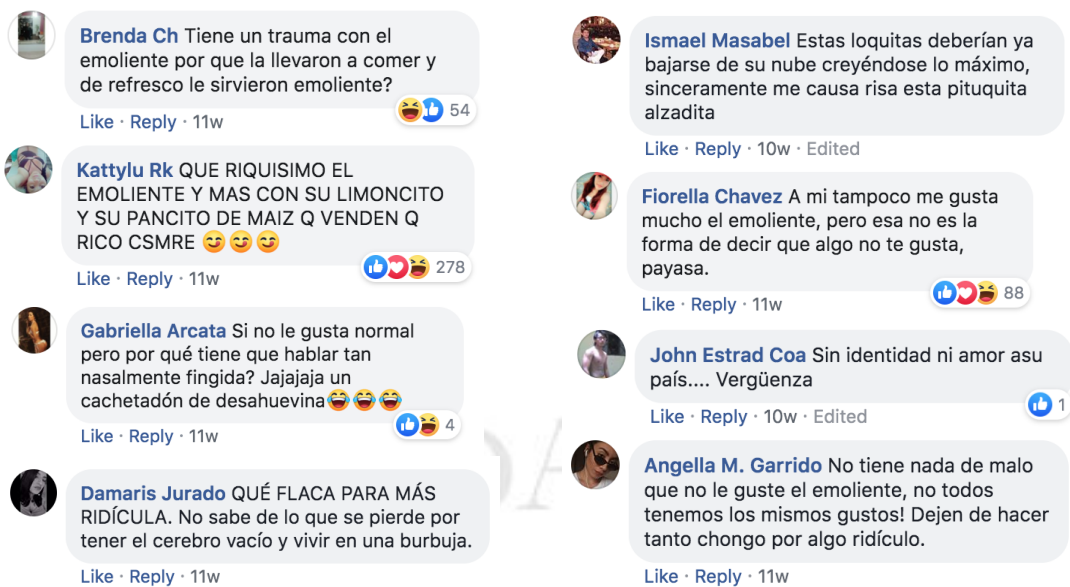 Brenda Ch Tiene un trauma con el
emoliente por que la llevaron a comer y
de refresco le sirvieron emoliente?
54
Like · Reply · 11w
Kattylu Rk QUE RIQUISIMO EL
EMOLIENTE Y MAS CON SU LIMONCITO
Y SU PANCITO DE MAIZ Q VENDEN Q
RICO CSMRE 😋😋😋
278
Like · Reply · 11w
Gabriella Arcata Si no le gusta normal
pero por qué tiene que hablar tan
nasalmente fingida? Jajajaja un
cachetadón de desahuevina😂😂😂
4
Like · Reply · 11w
Damaris Jurado QUÉ FLACA PARA MÁS
RIDÍCULA. No sabe de lo que se pierde por
tener el cerebro vacío y vivir en una burbuja.
Like · Reply · 11w
Ismael Masabel Estas loquitas deberían ya
bajarse de su nube creyéndose lo máximo,
sinceramente me causa risa esta pituquita
alzadita
Like · Reply · 10w · Edited
Fiorella Chavez A mi tampoco me gusta
mucho el emoliente, pero esa no es la
forma de decir que algo no te gusta,
payasa.
88
Like · Reply · 11w
John Estrad Coa Sin identidad ni amor asu
país.... Vergüenza
1
Like · Reply · 10w · Edited
Angella M. Garrido No tiene nada de malo
que no le guste el emoliente, no todos
tenemos los mismos gustos! Dejen de hacer
tanto chongo por algo ridículo.
Like · Reply · 11w